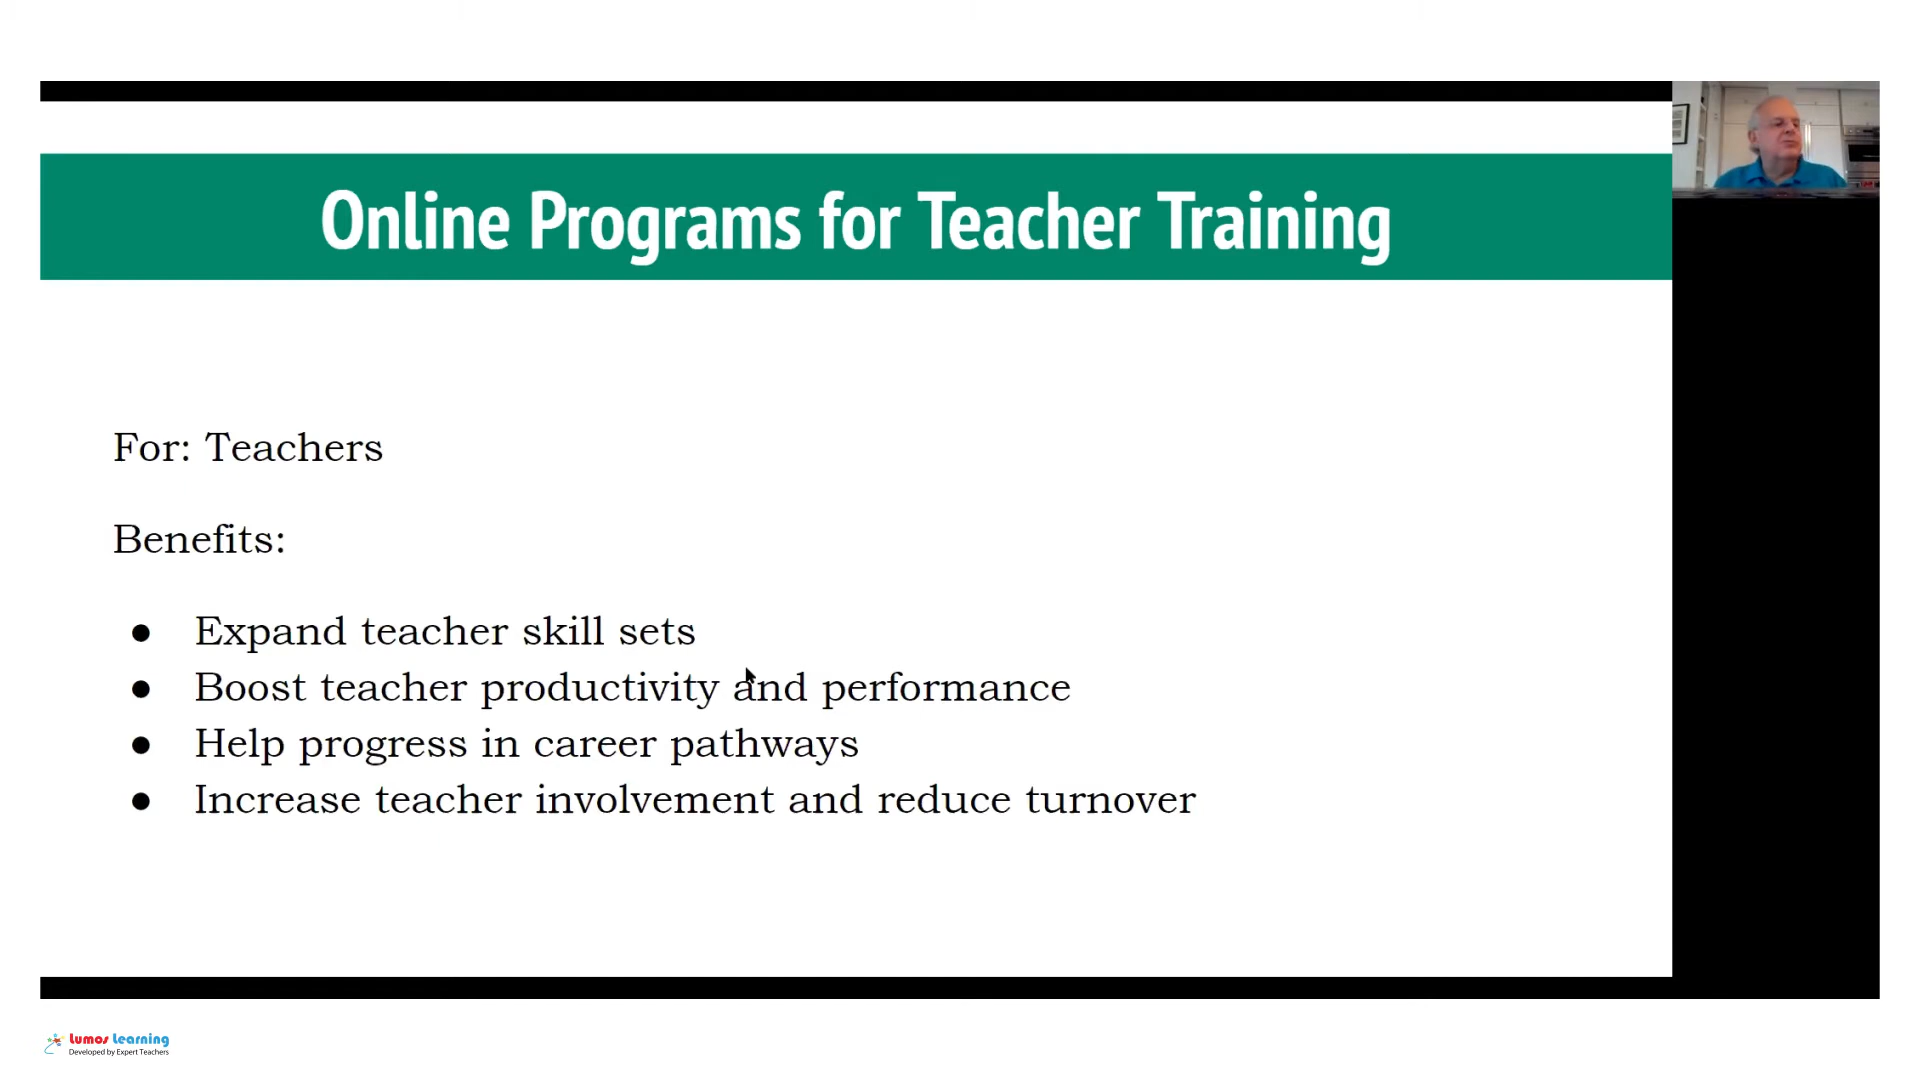 Online Programs for Teacher Training
For: Teachers
Benefits:
● Expand teacher skill sets
● Boost teacher productivity and performance
● Help progress in career pathways
● Increase teacher involvement and reduce turnover
Lumos Learning
Developed by Expert Teachers